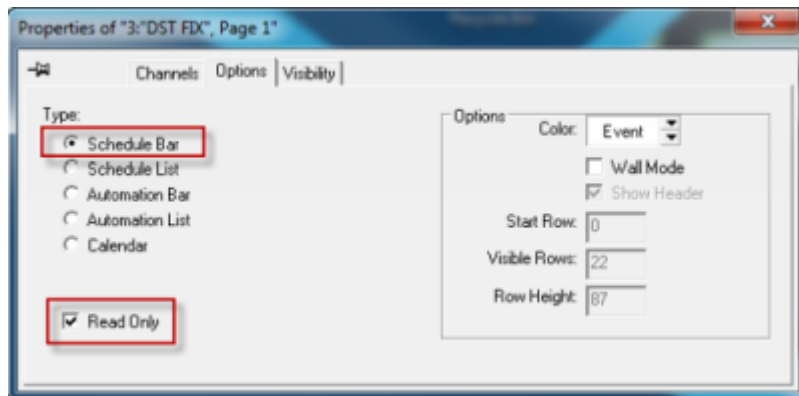 Properties of "3:"DST FIX", Page 1"
Channels Options Visibility
Type:
Schedule Bar
Schedule List
Automation Bar
Automation List
Calendar
Read Only
Options
Color: Event
Wall Mode
Show Header
Start Row: 0
Visible Rows: 22
Row Height: 87